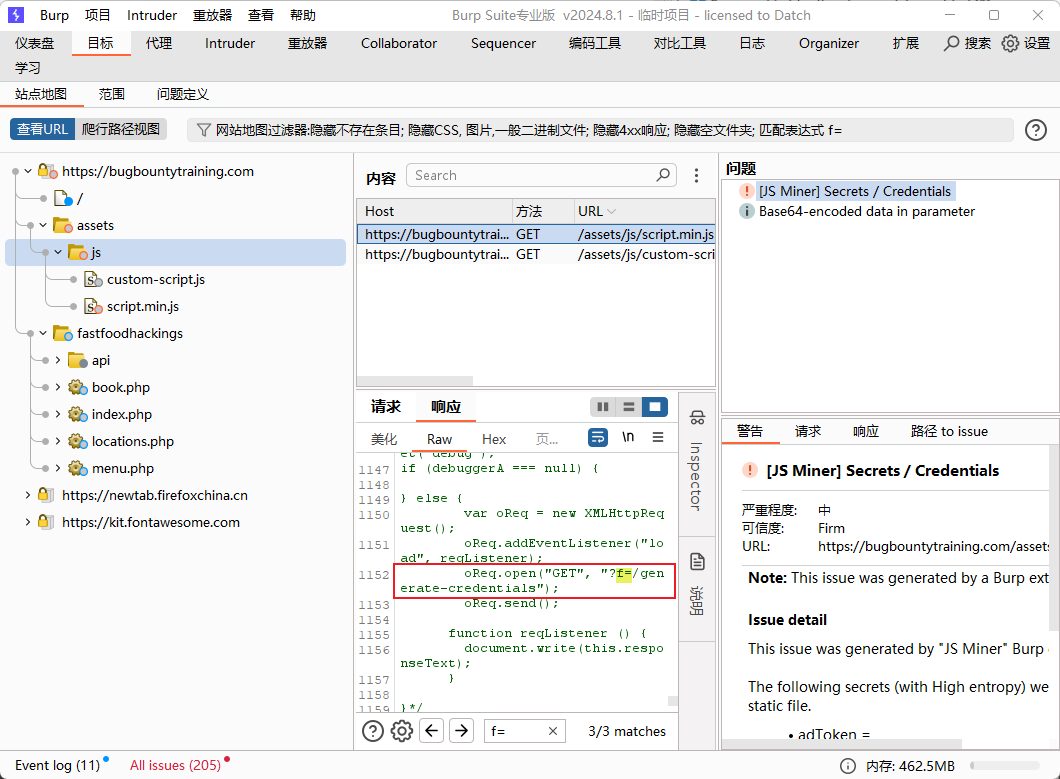 Burp 项目 Intruder 重放器 查看 帮助 Burp Suite专业版 v2024.8.1 - 临时项目 - licensed to Datch
仪表盘 目标 代理 Intruder 重放器 Collaborator Sequencer 编码工具 对比工具 日志 Organizer 扩展 搜索 设置
学习
站点地图 范围 问题定义
查看URL 爬行路径视图 网站地图过滤器:隐藏不存在条目; 隐藏CSS, 图片,一般二进制文件; 隐藏4xx响应; 隐藏空文件夹; 匹配表达式 f=
https://bugbountytraining.com
/
assets
js
custom-script.js
script.min.js
fastfoodhackings
api
book.php
index.php
locations.php
menu.php
https://newtab.firefoxchina.cn
https://kit.fontawesome.com
内容 Search
Host 方法 URL
https://bugbountytrai... GET /assets/js/script.min.js
https://bugbountytrai... GET /assets/js/custom-scri
请求 响应
美化 Raw Hex 页... \n
et("debug");
1147 if (debuggerA === null) {
1148
1149 } else {
1150 var oReq = new XMLHttpReq
uest();
1151 oReq.addEventListener("lo
ad", reqListener);
1152 oReq.open("GET", "?f=/gen
erate-credentials");
1153 oReq.send();
1154
1155 function reqListener () {
1156 document.write(this.respo
nseText);
1157 }
1158
1159 }*/
f= 3/3 matches
Inspector
说明
问题
[JS Miner] Secrets / Credentials
Base64-encoded data in parameter
警告 请求 响应 路径 to issue
[JS Miner] Secrets / Credentials
严重程度: 中
可信度: Firm
URL: https://bugbountytraining.com/assets
Note: This issue was generated by a Burp ext
Issue detail
This issue was generated by "JS Miner" Burp
The following secrets (with High entropy) we
static file.
• adToken =
Event log (11) All issues (205) 内存: 462.5MB